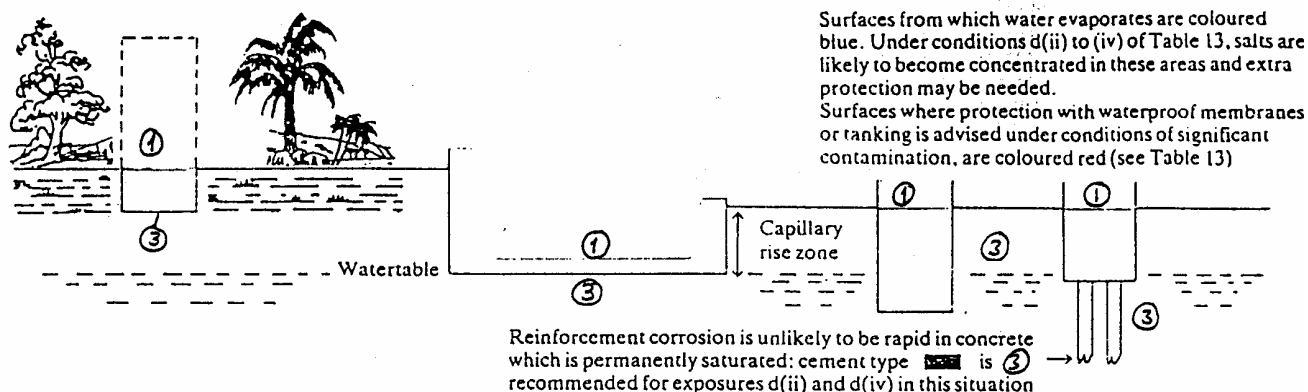 Surfaces from which water evaporates are coloured
blue. Under conditions d(ii) to (iv) of Table 13, salts are
likely to become concentrated in these areas and extra
protection may be needed.
Surfaces where protection with waterproof membranes
or tanking is advised under conditions of significant
contamination, are coloured red (see Table 13)
①
③
Watertable
①
③
Capillary
rise zone
①
③
①
③
Reinforcement corrosion is unlikely to be rapid in concrete
which is permanently saturated: cement type is ③
recommended for exposures d(ii) and d(iv) in this situation